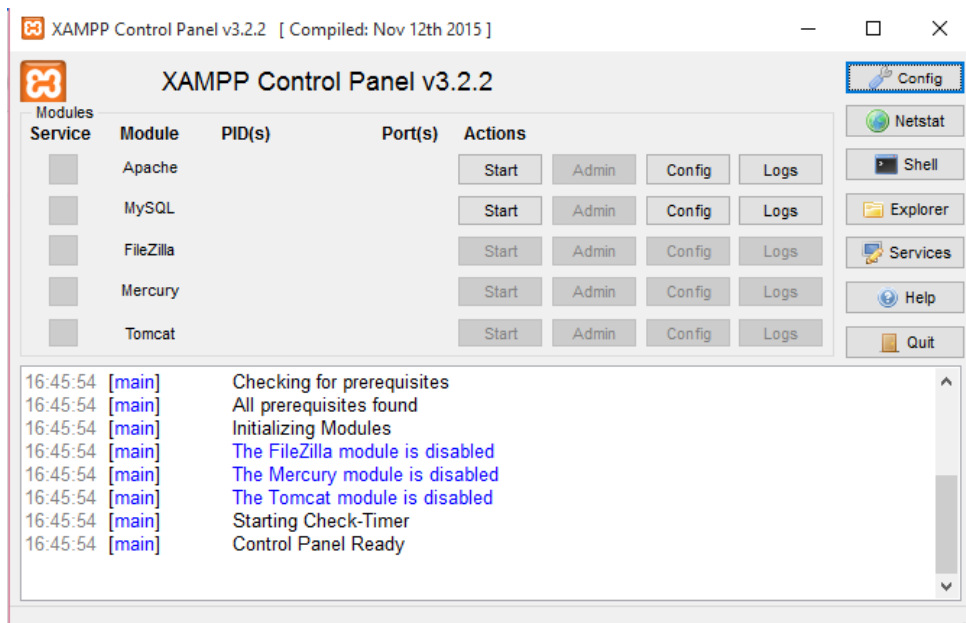 XAMPP Control Panel v3.2.2 [ Compiled: Nov 12th 2015 ]
XAMPP Control Panel v3.2.2
Config
Modules
Service Module PID(s) Port(s) Actions
Netstat
Apache Start Admin Config Logs
Shell
MySQL Start Admin Config Logs
Explorer
FileZilla Start Admin Config Logs
Services
Mercury Start Admin Config Logs
Help
Tomcat Start Admin Config Logs
Quit
16:45:54 [main] Checking for prerequisites
16:45:54 [main] All prerequisites found
16:45:54 [main] Initializing Modules
16:45:54 [main] The FileZilla module is disabled
16:45:54 [main] The Mercury module is disabled
16:45:54 [main] The Tomcat module is disabled
16:45:54 [main] Starting Check-Timer
16:45:54 [main] Control Panel Ready